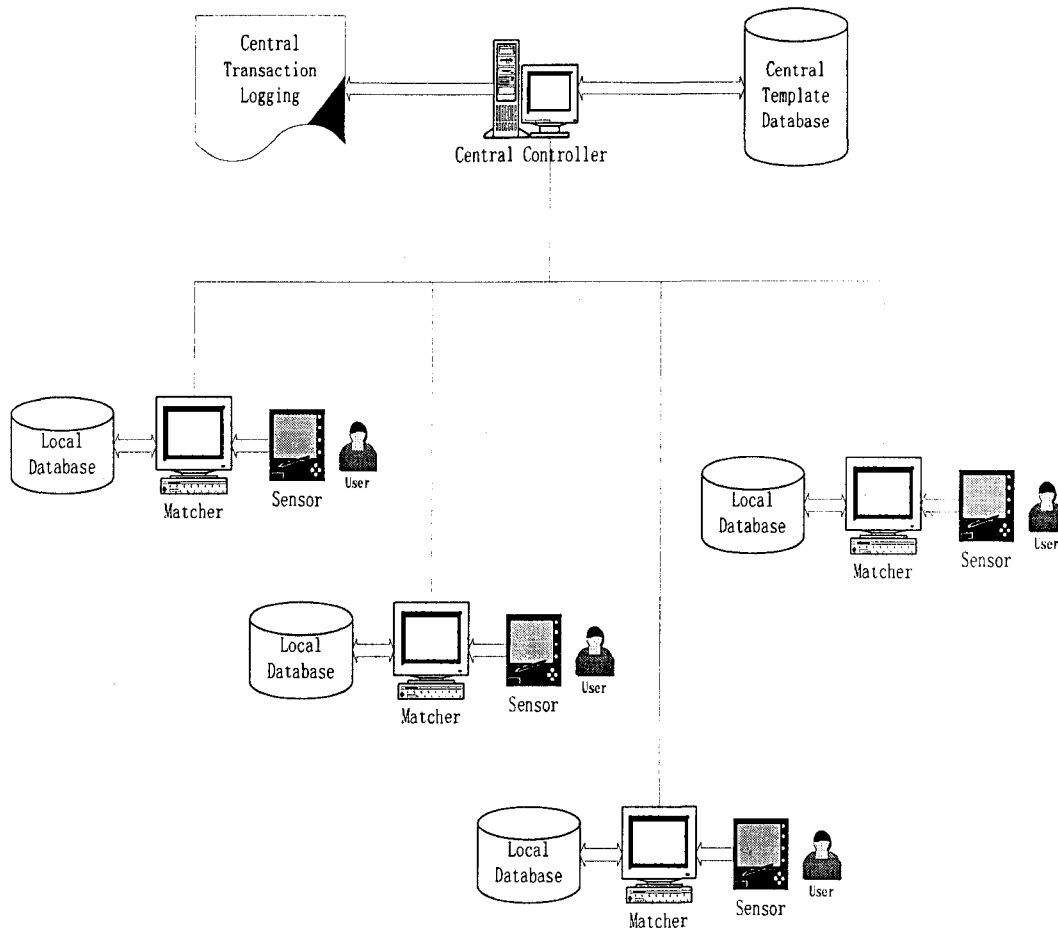 Central
Transaction
Logging
Central Controller
Central
Template
Database
Local
Database
Matcher
Sensor
User
Local
Database
Matcher
Sensor
User
Local
Database
Matcher
Sensor
User
Local
Database
Matcher
Sensor
User